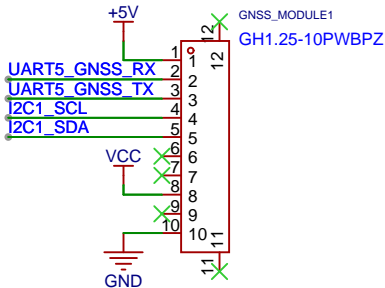 +5V
GNSS_MODULE1
GH1.25-10PWBPZ
12
12
1
1
UART5_GNSS_RX
2
2
UART5_GNSS_TX
3
3
I2C1_SCL
4
4
I2C1_SDA
5
5
6
6
VCC
7
7
8
8
9
9
10
10
11
11
GND